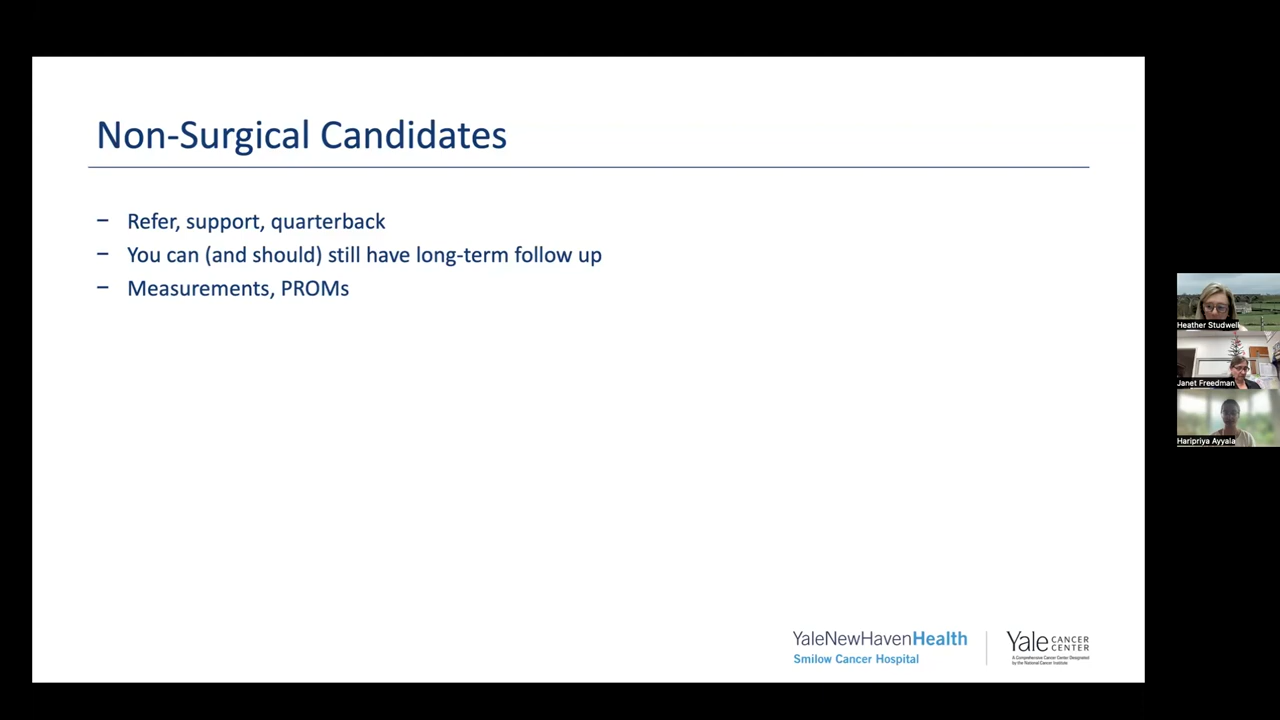 Non-Surgical Candidates
– Refer, support, quarterback
– You can (and should) still have long-term follow up
– Measurements, PROMs
Heather Studwell
Janet Freedman
Haripriya Ayyala
YaleNewHavenHealth
Smilow Cancer Hospital
Yale CANCER CENTER
A Comprehensive Cancer Center Designated
by the National Cancer Institute